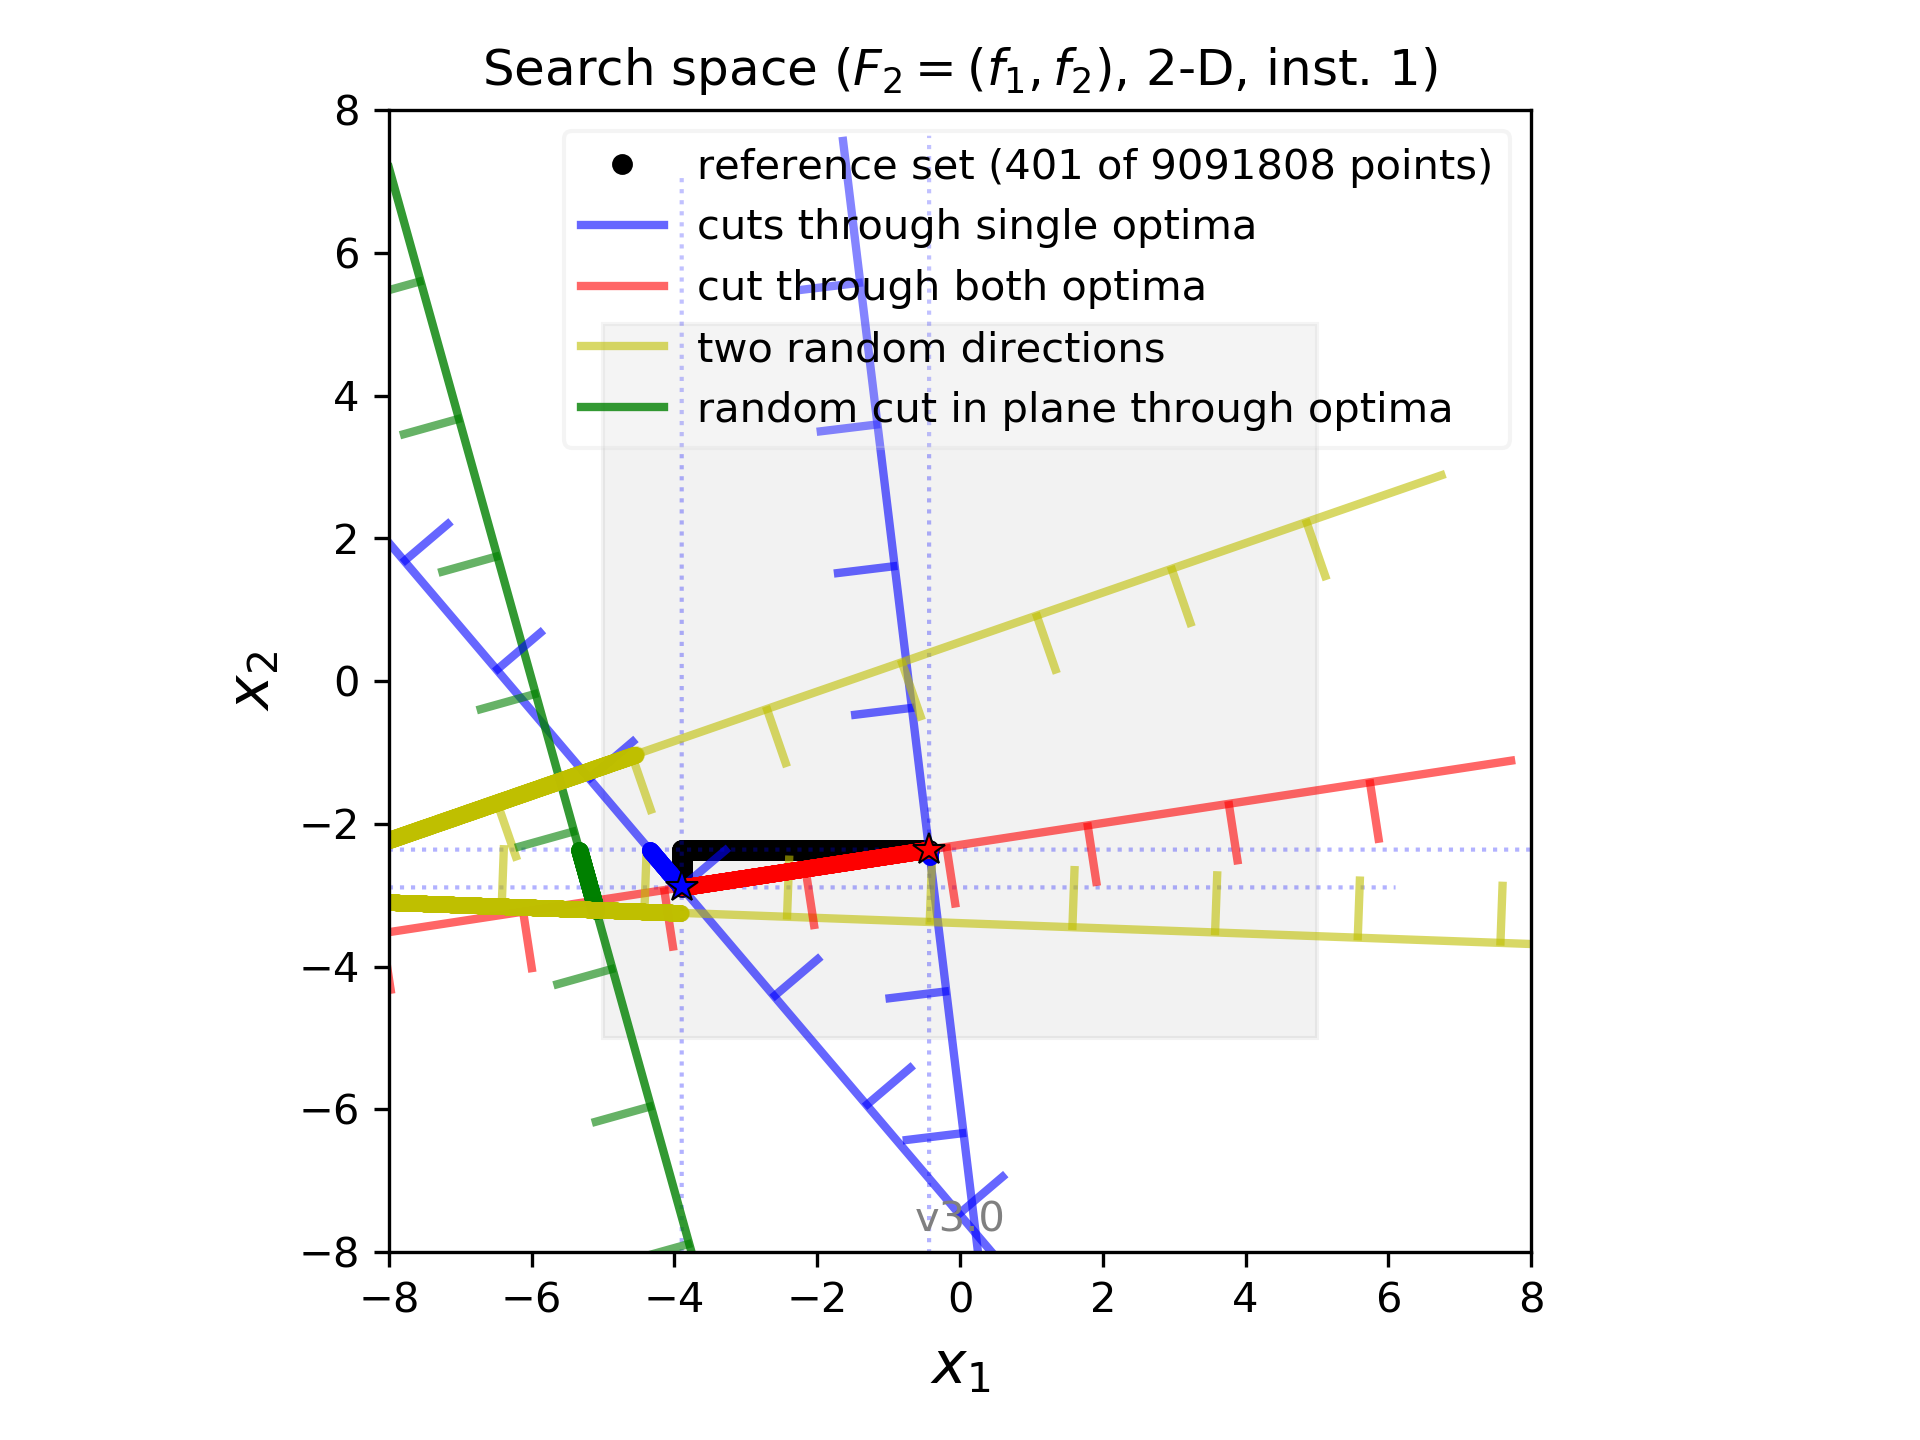 Search space (F₂ = (f₁, f₂), 2-D, inst. 1)
reference set (401 of 9091808 points)
cuts through single optima
cut through both optima
two random directions
random cut in plane through optima
8
6
4
2
0
−2
−4
−6
−8
x₂
v3.0
−8 −6 −4 −2 0 2 4 6 8
x₁